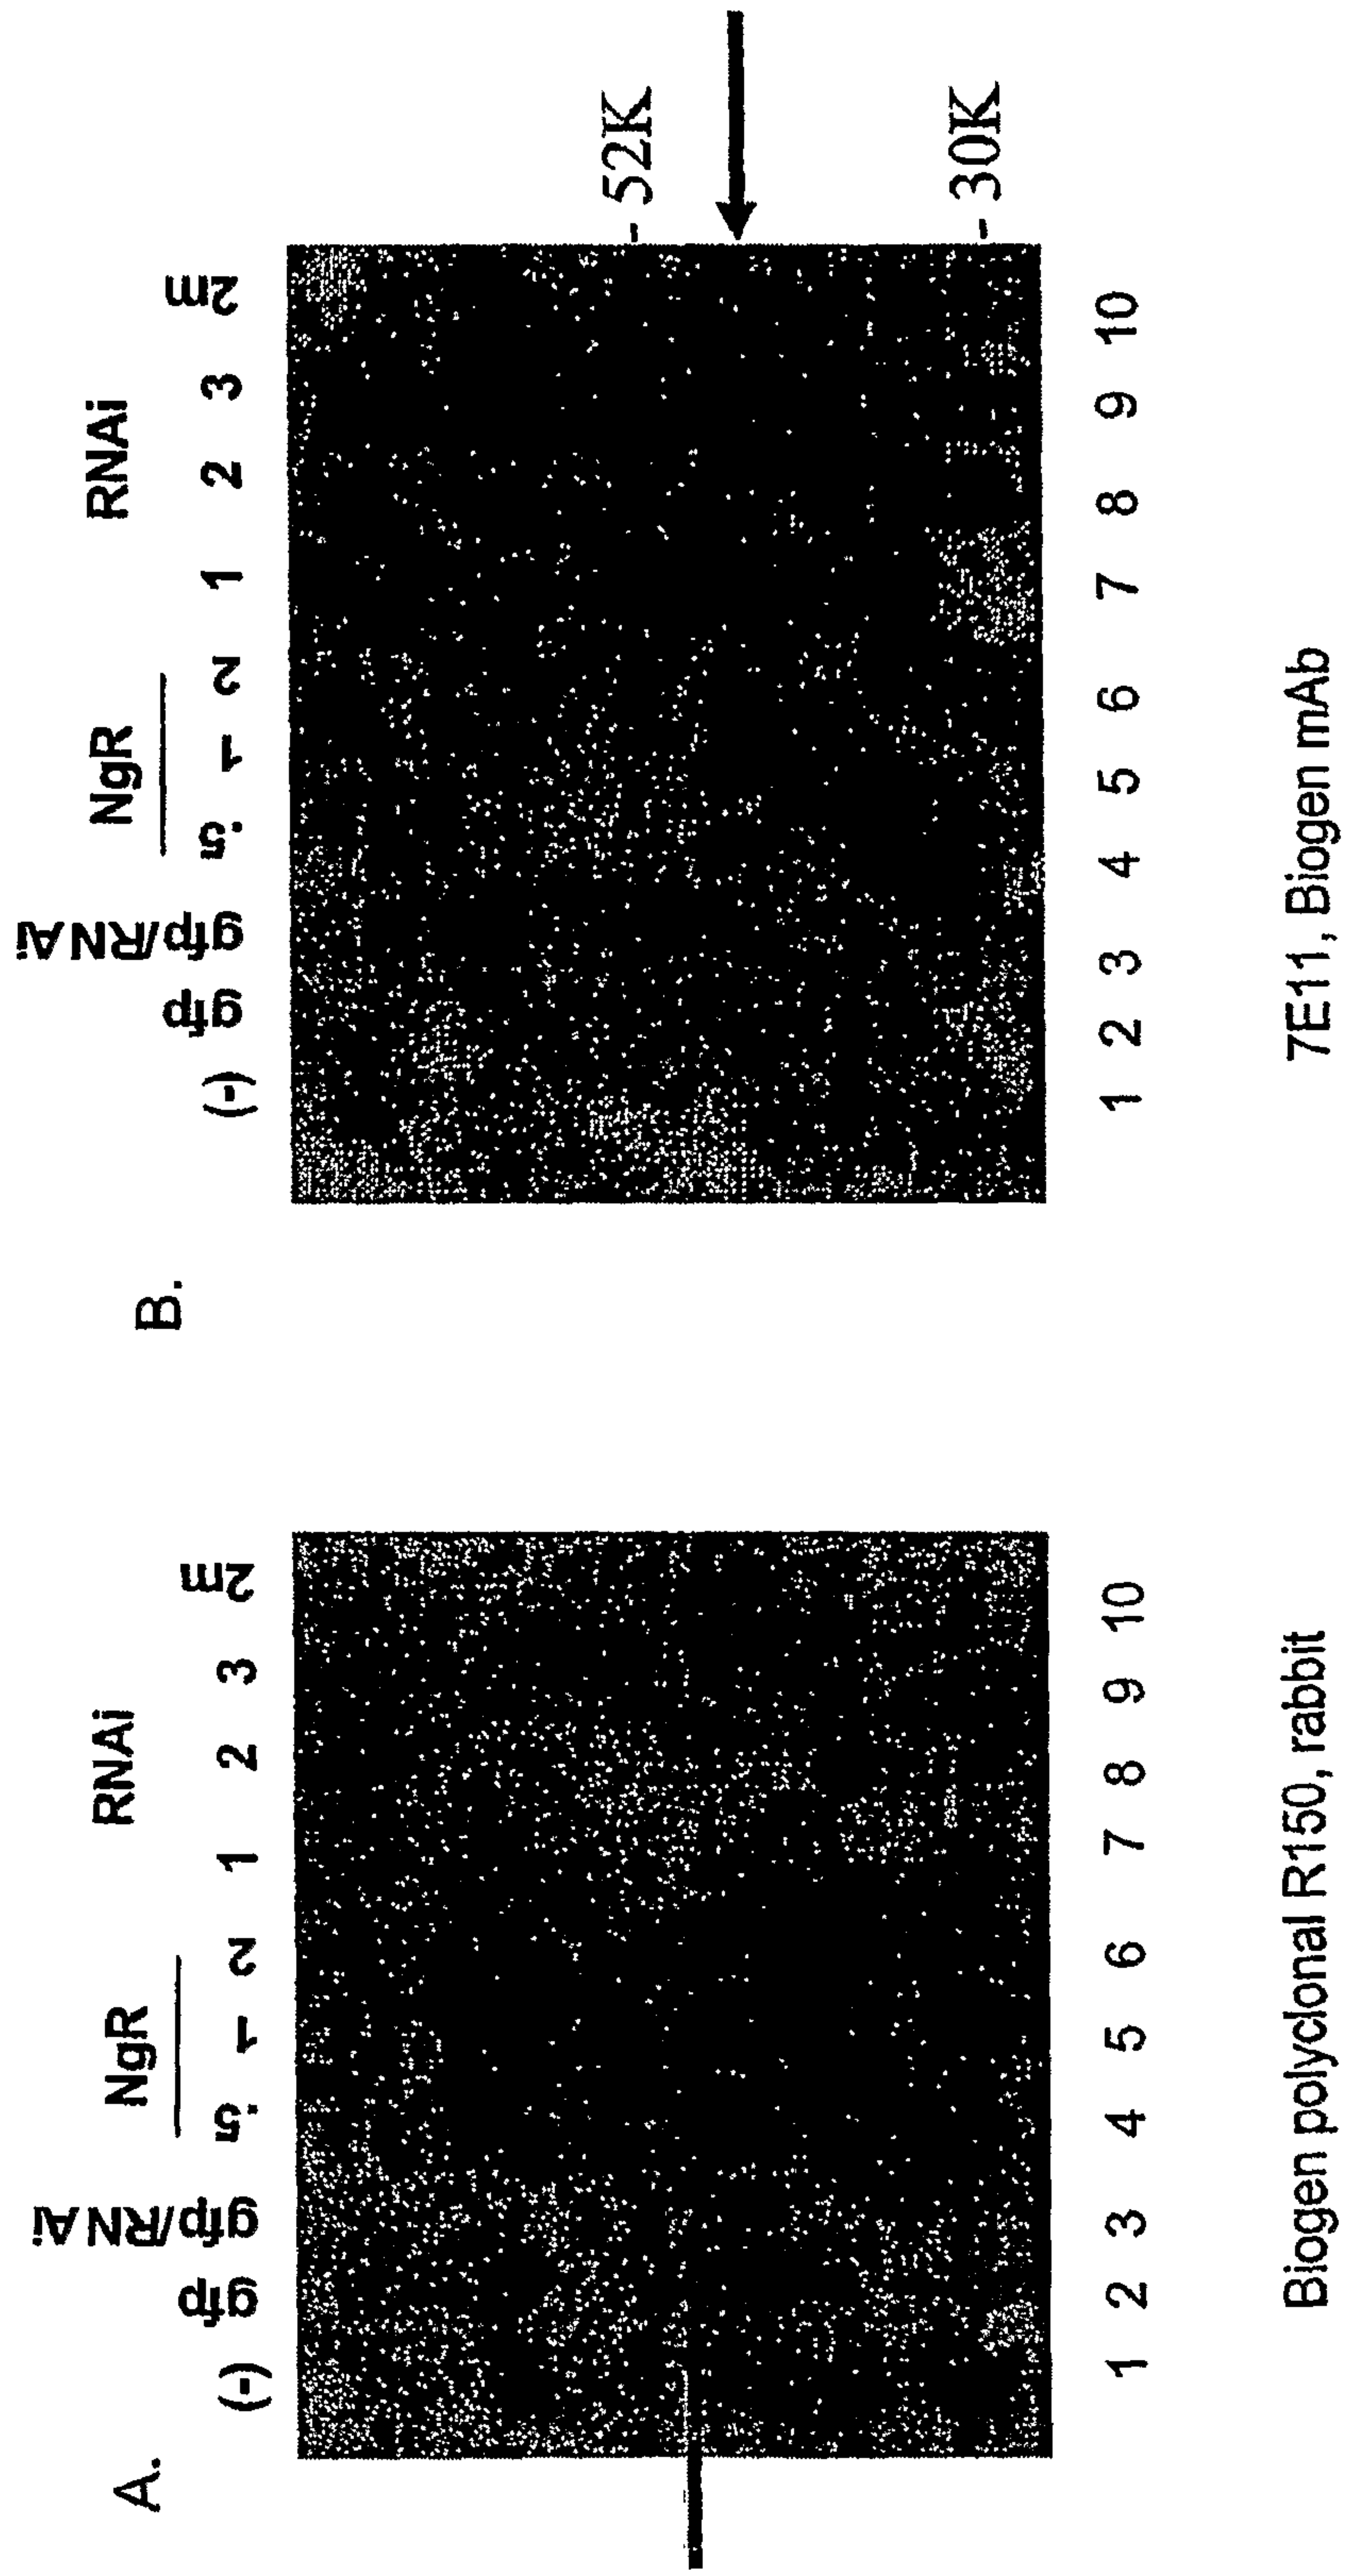 A.
NgR
RNAi
(-) gfp gfp/RNAi .5 1 2 1 2 3 2m
1 2 3 4 5 6 7 8 9 10
Biogen polyclonal R150, rabbit
B.
NgR
RNAi
(-) gfp gfp/RNAi .5 1 2 1 2 3 2m
- 52K
- 30K
1 2 3 4 5 6 7 8 9 10
7E11, Biogen mAb